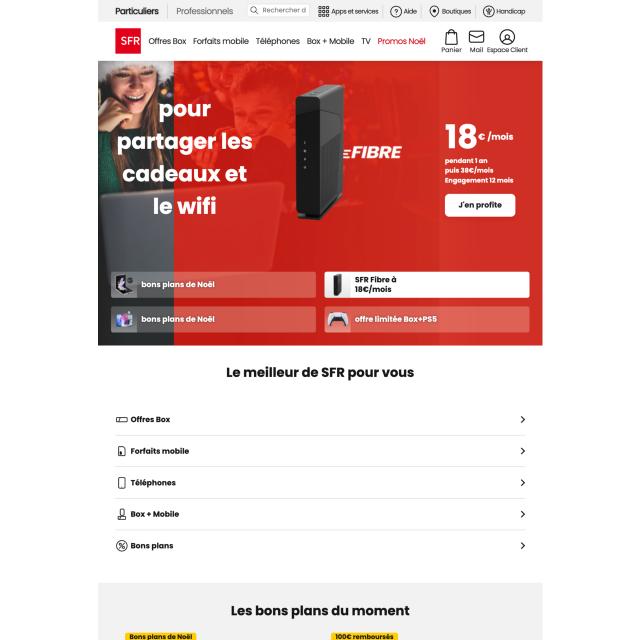 Particuliers
Professionnels
Rechercher d
Apps et services
Aide
Boutiques
Handicap
SFR
Offres Box
Forfaits mobile
Téléphones
Box + Mobile
TV
Promos Noël
Panier
Mail
Espace Client
pour
partager les
cadeaux et
le wifi
FIBRE
18€ /mois
pendant 1 an
puis 38€/mois
Engagement 12 mois
J'en profite
bons plans de Noël
SFR Fibre à
18€/mois
bons plans de Noël
offre limitée Box+PS5
Le meilleur de SFR pour vous
Offres Box
Forfaits mobile
Téléphones
Box + Mobile
Bons plans
Les bons plans du moment
Bons plans de Noël
100€ remboursés